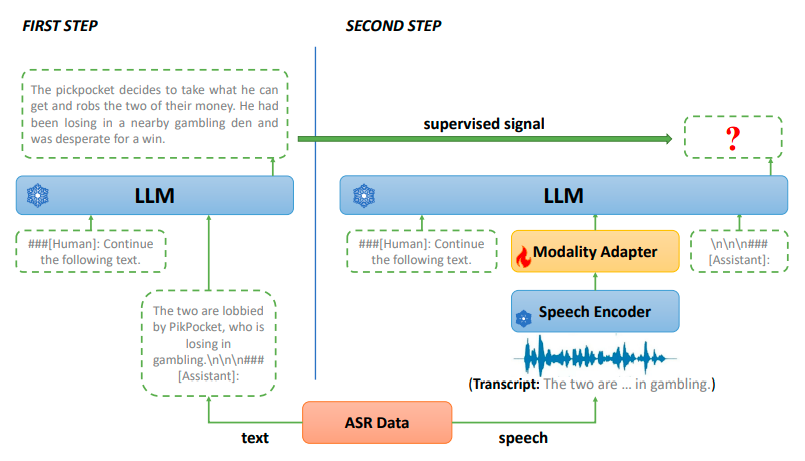 FIRST STEP
SECOND STEP
The pickpocket decides to take what he can
get and robs the two of their money. He had
been losing in a nearby gambling den and
was desperate for a win.
supervised signal
?
LLM
LLM
###[Human]: Continue
the following text.
###[Human]: Continue
the following text.
Modality Adapter
\n\n\n###
[Assistant]:
The two are lobbied
by PikPocket, who is
losing in
gambling.\n\n\n###
[Assistant]:
Speech Encoder
(Transcript: The two are ... in gambling.)
ASR Data
text
speech